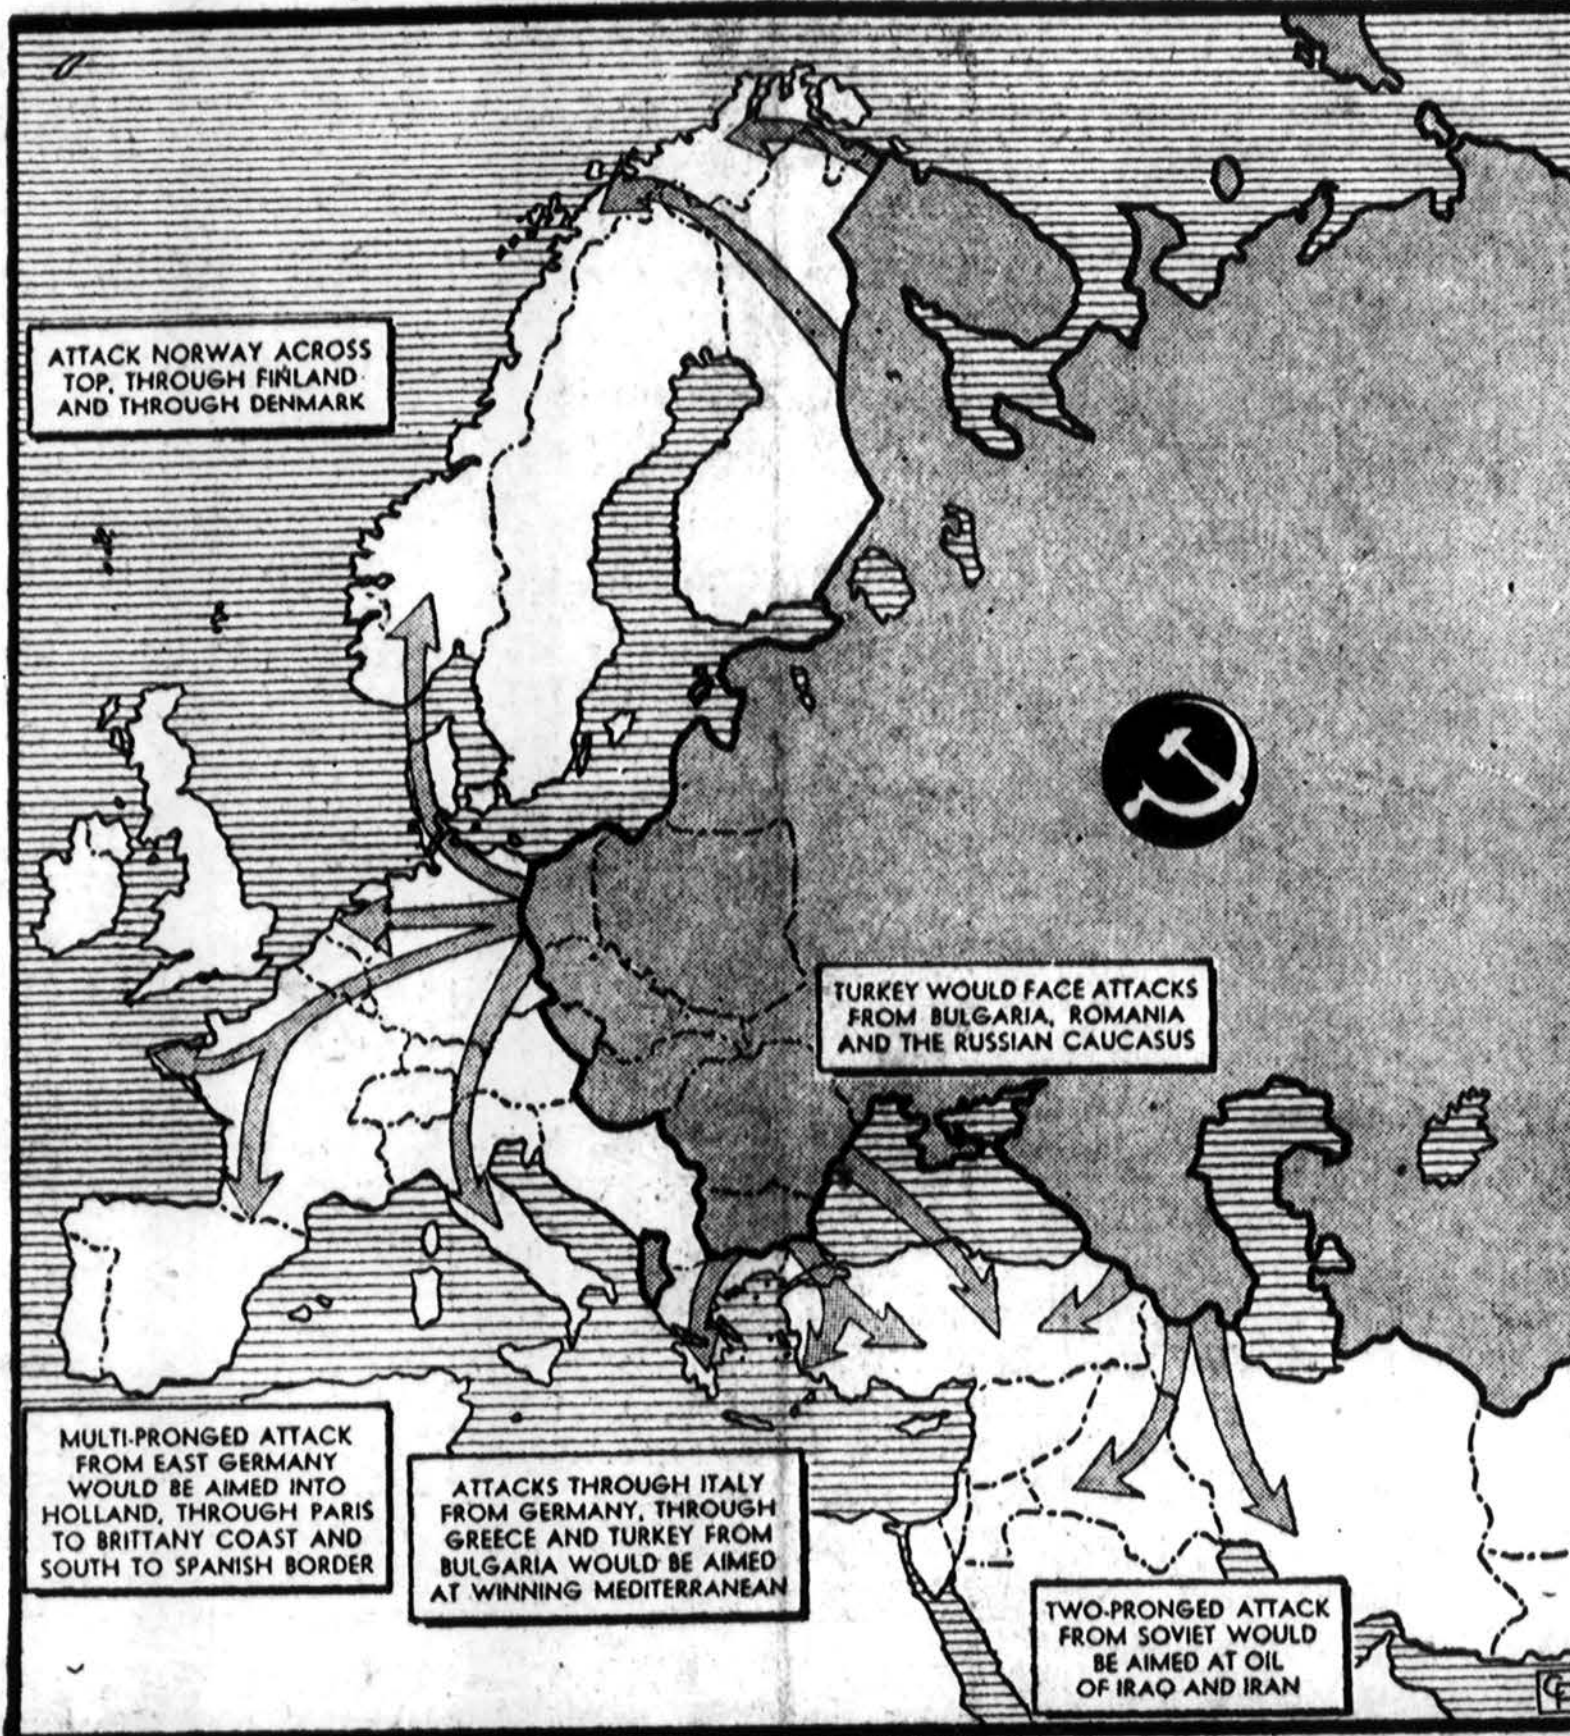 ATTACK NORWAY ACROSS
TOP, THROUGH FINLAND
AND THROUGH DENMARK
TURKEY WOULD FACE ATTACKS
FROM BULGARIA, ROMANIA
AND THE RUSSIAN CAUCASUS
MULTI-PRONGED ATTACK
FROM EAST GERMANY
WOULD BE AIMED INTO
HOLLAND, THROUGH PARIS
TO BRITTANY COAST AND
SOUTH TO SPANISH BORDER
ATTACKS THROUGH ITALY
FROM GERMANY, THROUGH
GREECE AND TURKEY FROM
BULGARIA WOULD BE AIMED
AT WINNING MEDITERRANEAN
TWO-PRONGED ATTACK
FROM SOVIET WOULD
BE AIMED AT OIL
OF IRAQ AND IRAN